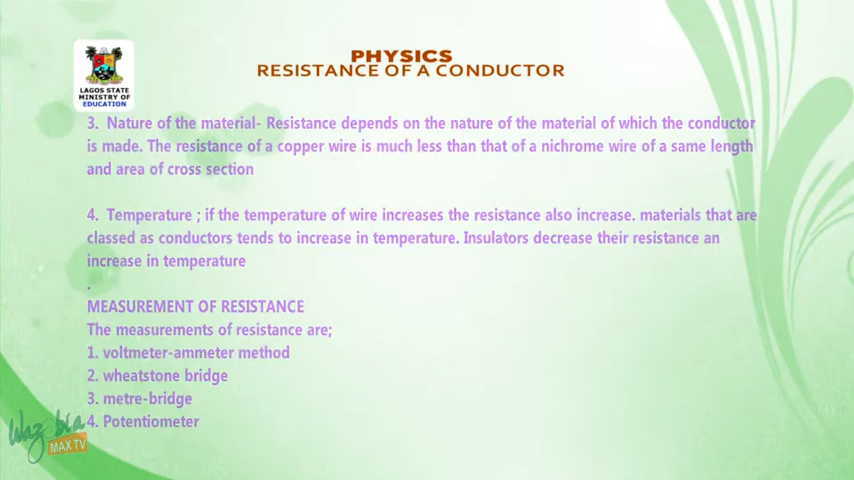 PHYSICS
RESISTANCE OF A CONDUCTOR
LAGOS STATE
MINISTRY OF
EDUCATION
3. Nature of the material- Resistance depends on the nature of the material of which the conductor
is made. The resistance of a copper wire is much less than that of a nichrome wire of a same length
and area of cross section
4. Temperature ; if the temperature of wire increases the resistance also increase. materials that are
classed as conductors tends to increase in temperature. Insulators decrease their resistance an
increase in temperature
.
MEASUREMENT OF RESISTANCE
The measurements of resistance are;
1. voltmeter-ammeter method
2. wheatstone bridge
3. metre-bridge
4. Potentiometer
Wazobia
MAX TV